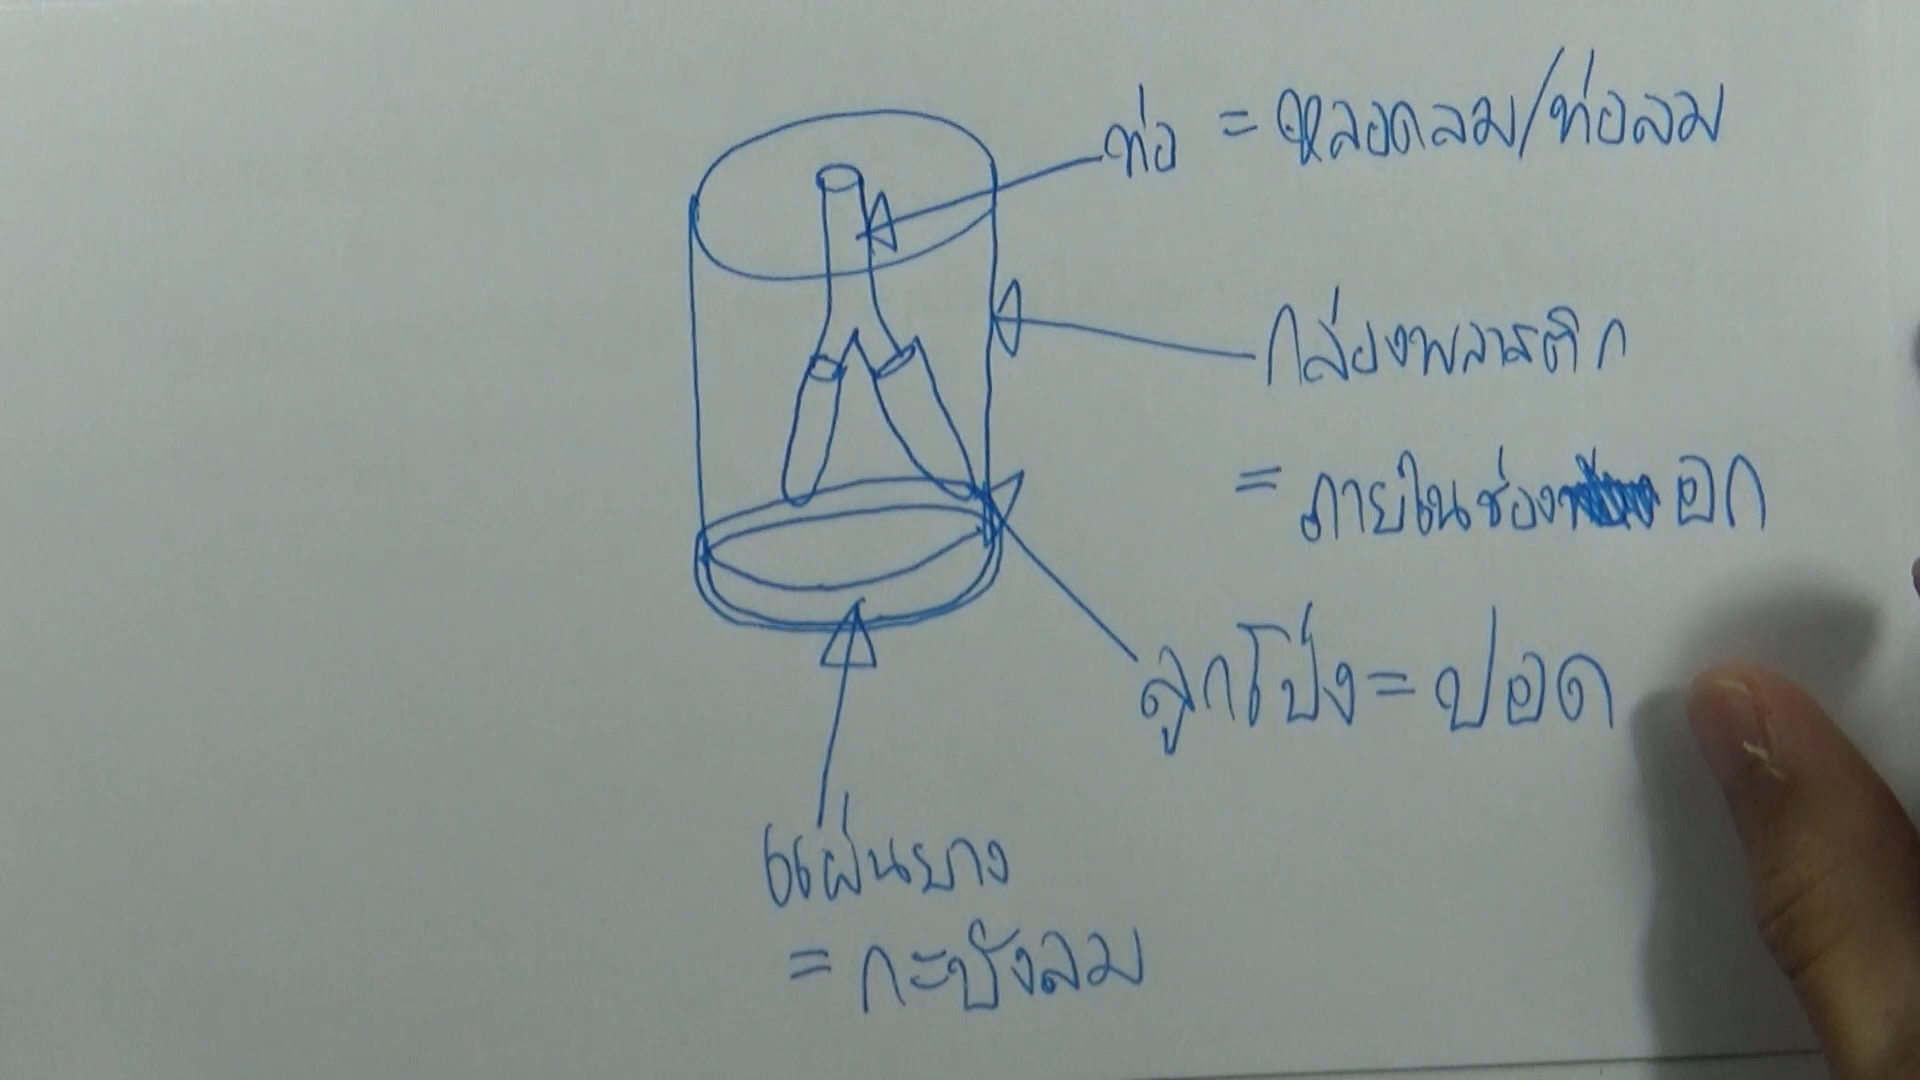 ท่อ = หลอดลม/ท่อลม
กล่องพลาสติก
= ภายในช่องอก
ลูกโป่ง = ปอด
แผ่นยาง
= กะบังลม